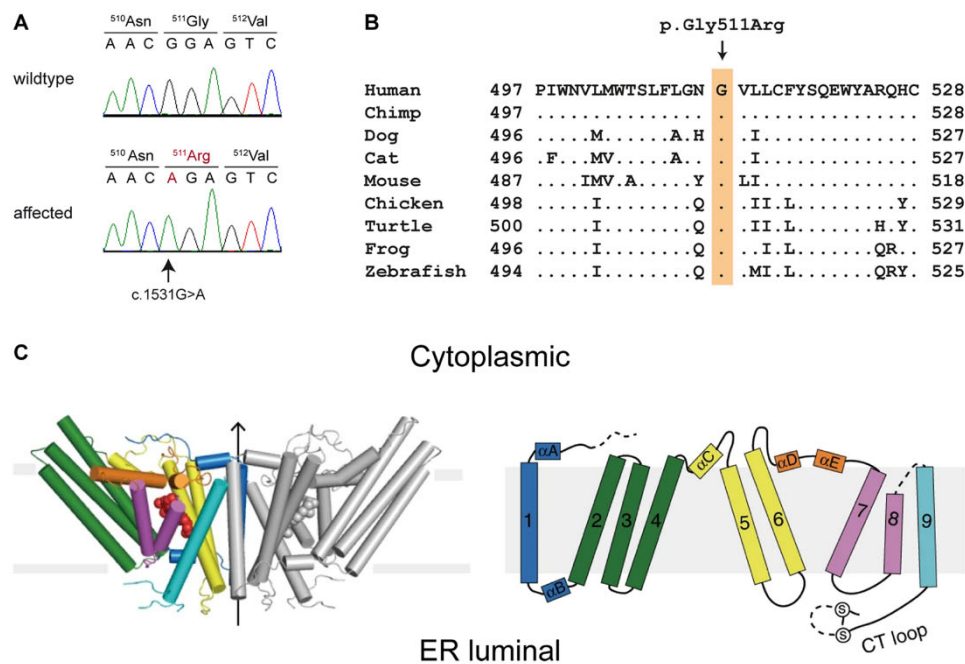 A
510Asn 511Gly 512Val
A A C G G A G T C
wildtype
510Asn 511Arg 512Val
A A C A G A G T C
affected
c.1531G>A
B
p.Gly511Arg
Human 497 PIWNVLMWTSLFLGN G VLLCFYSQEWYARQHC 528
Chimp 497 ............... . ................ 528
Dog 496 .....M......A.H . .I.............. 527
Cat 496 .F...MV.....A.. . .I.............. 527
Mouse 487 ....IMV.T.....Y . LI.............. 518
Chicken 498 .....I........Q . .II.L.........Y. 529
Turtle 500 .....I........Q . .II.L.......H.Y. 531
Frog 496 .....I........Q . ..I.L.......QR.. 527
Zebrafish 494 .....I........Q . .MI.L.......QRY. 525
C
Cytoplasmic
αA αC αD αE
1 2 3 4 5 6 7 8 9
αB
S
S
CT loop
ER luminal